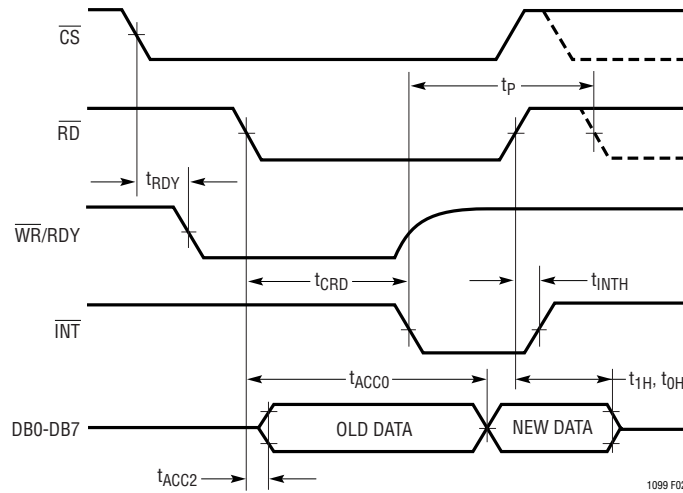 CS
tP
RD
tRDY
WR/RDY
tCRD
tINTH
INT
tACC0
t1H, t0H
DB0-DB7
OLD DATA
NEW DATA
tACC2
1099 F02